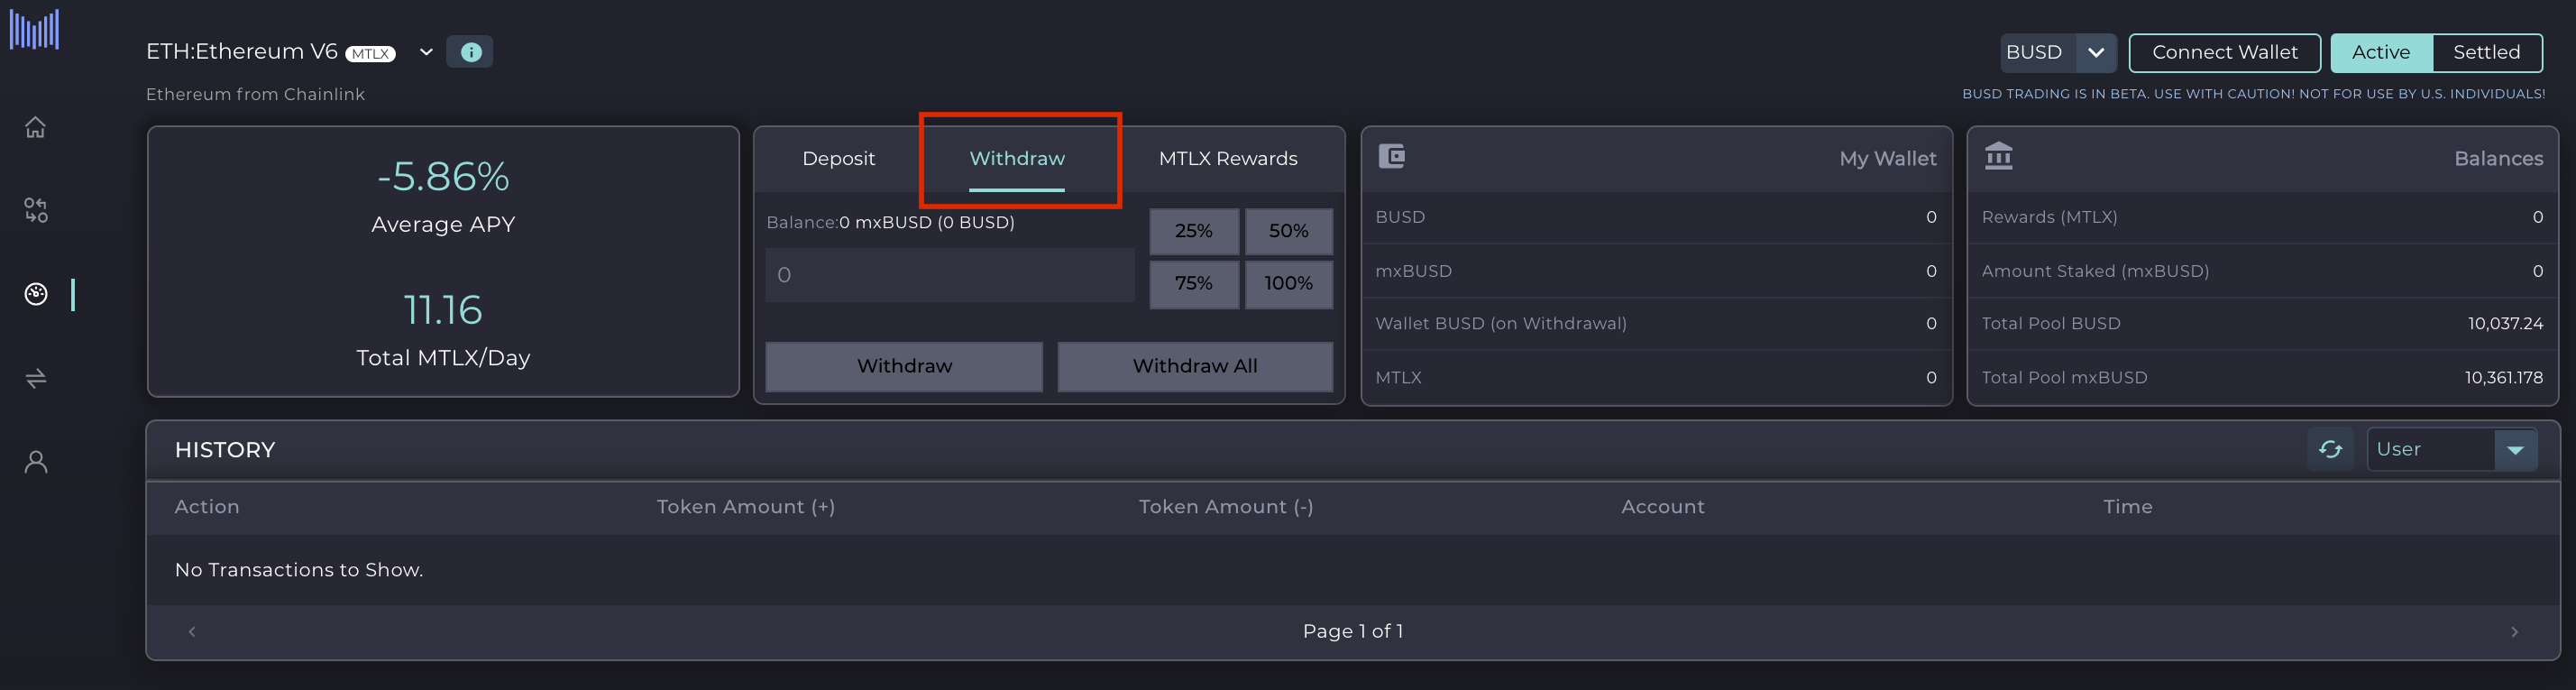 ETH:Ethereum V6 MTLX
BUSD
Connect Wallet
Active
Settled
Ethereum from Chainlink
BUSD TRADING IS IN BETA. USE WITH CAUTION! NOT FOR USE BY U.S. INDIVIDUALS!
-5.86%
Average APY
11.16
Total MTLX/Day
Deposit
Withdraw
MTLX Rewards
Balance:0 mxBUSD (0 BUSD)
0
25%
50%
75%
100%
Withdraw
Withdraw All
My Wallet
BUSD 0
mxBUSD 0
Wallet BUSD (on Withdrawal) 0
MTLX 0
Balances
Rewards (MTLX) 0
Amount Staked (mxBUSD) 0
Total Pool BUSD 10,037.24
Total Pool mxBUSD 10,361.178
HISTORY
User
Action Token Amount (+) Token Amount (-) Account Time
No Transactions to Show.
Page 1 of 1